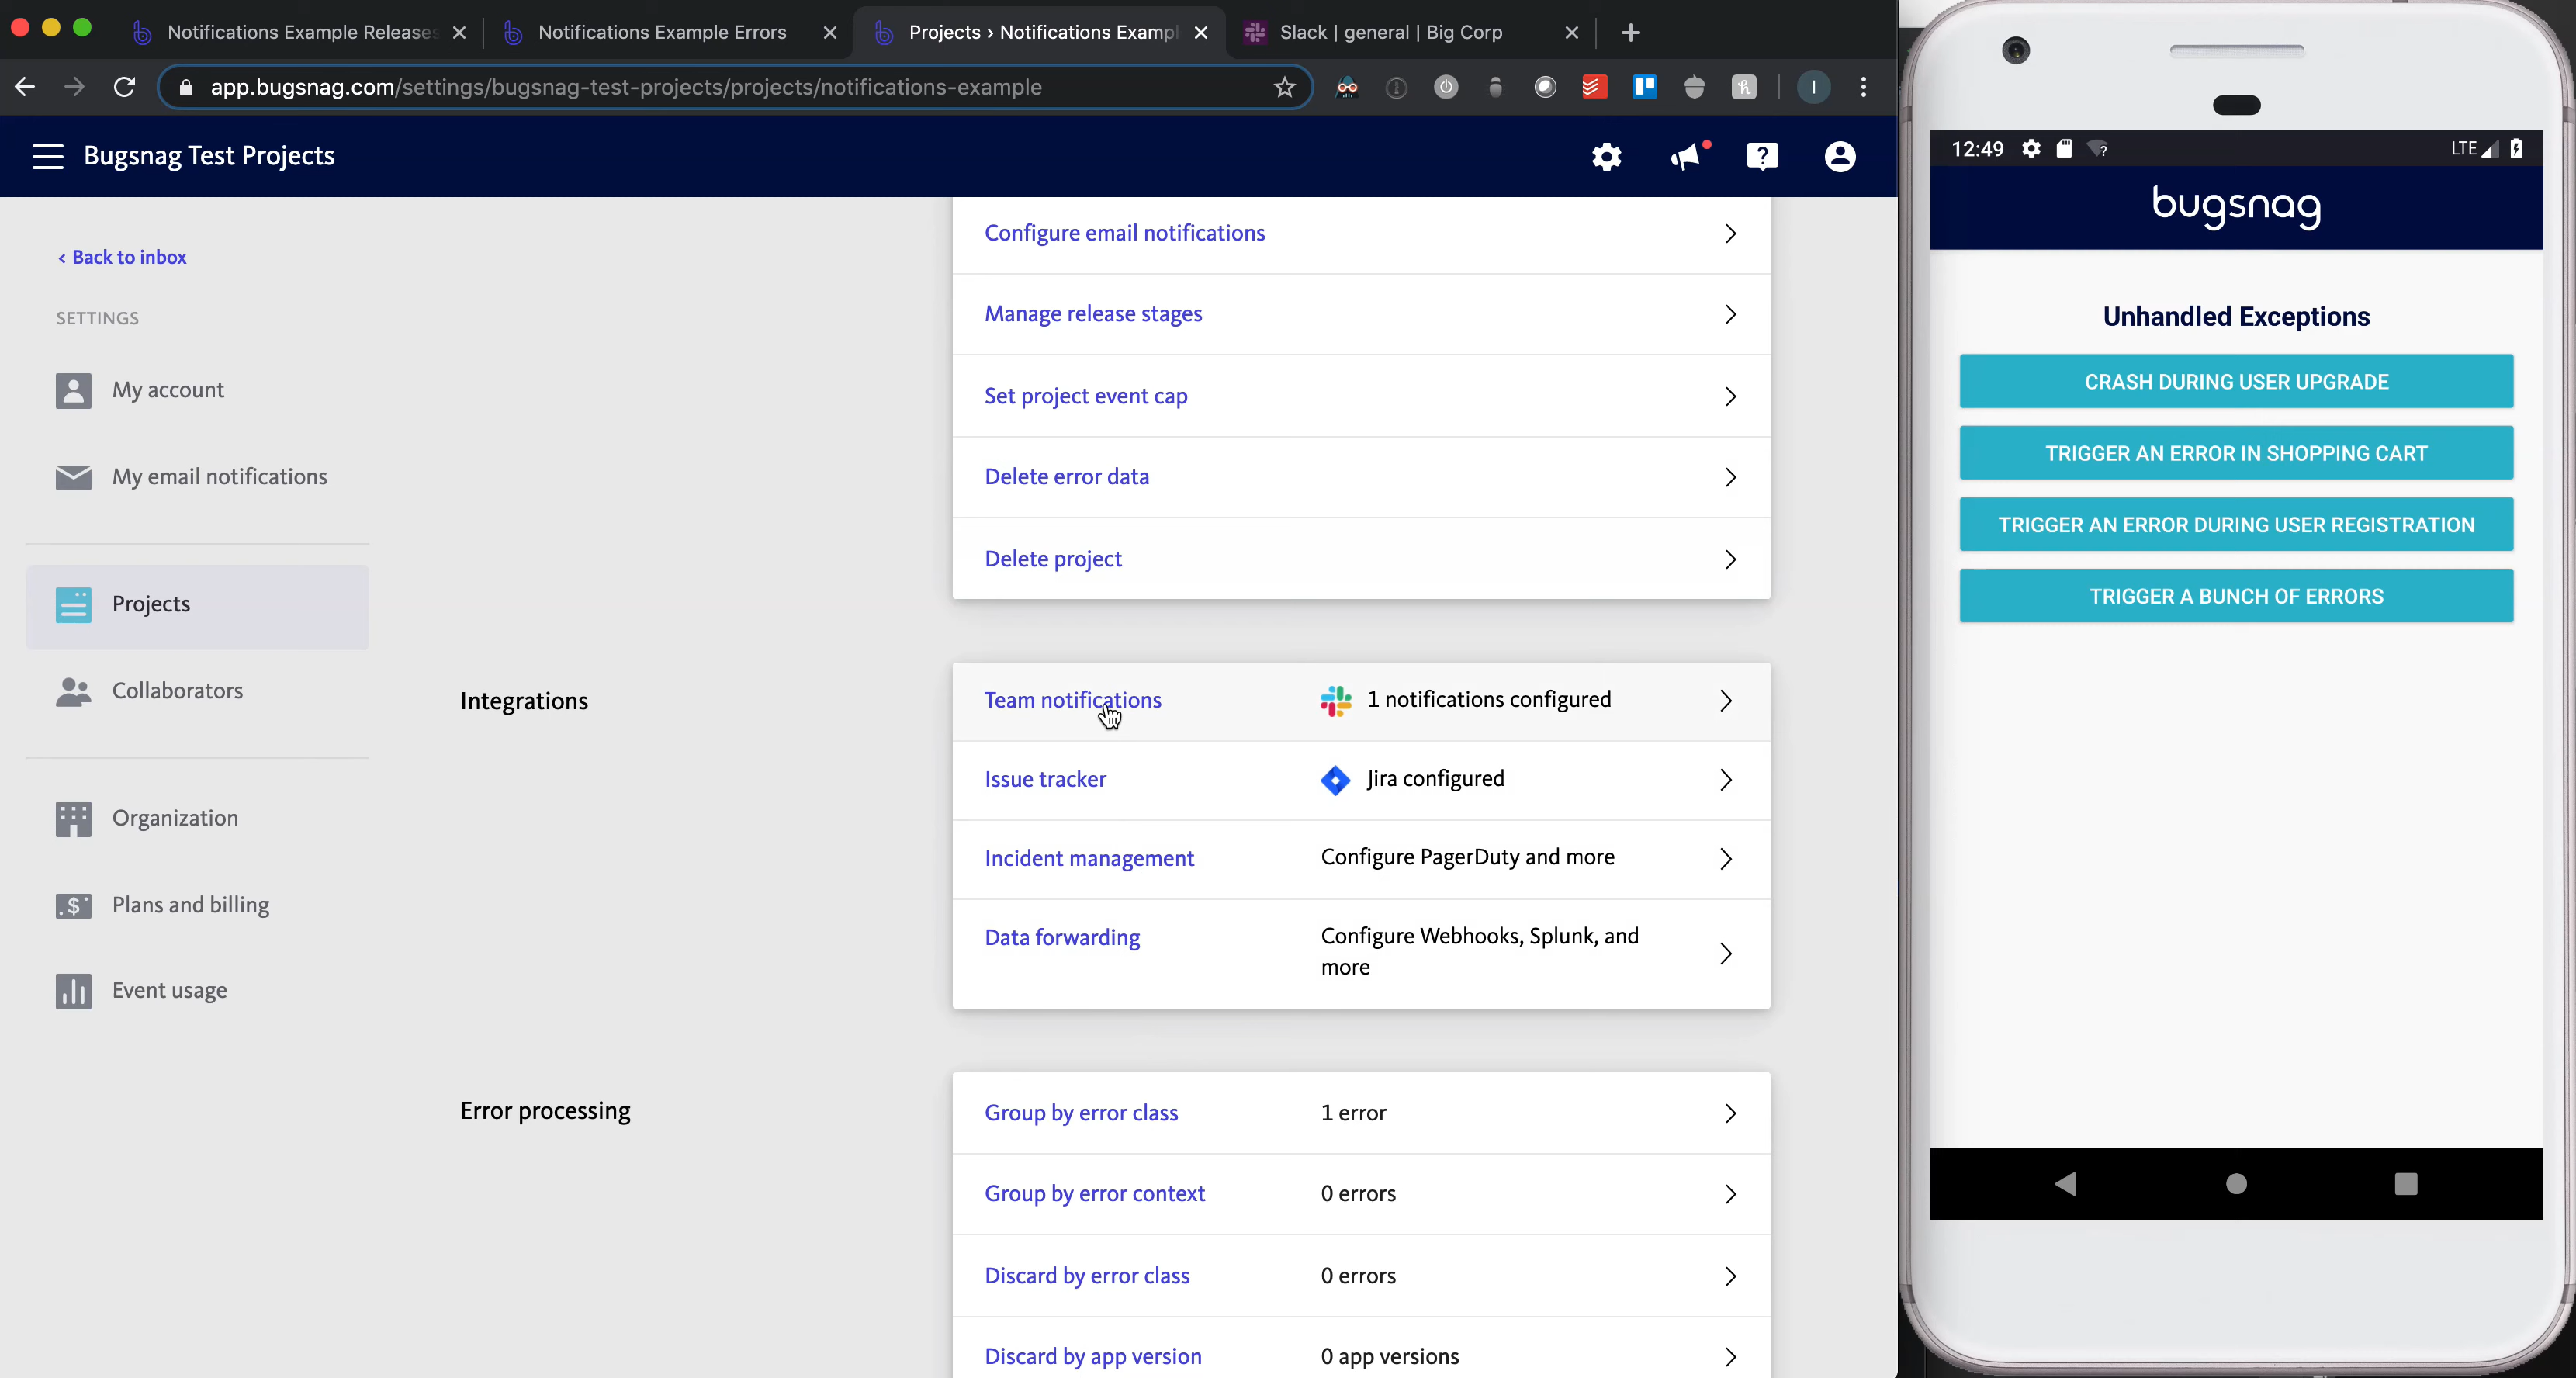 Notifications Example Releases
Notifications Example Errors
Projects › Notifications Exampl
Slack | general | Big Corp
app.bugsnag.com/settings/bugsnag-test-projects/projects/notifications-example
Bugsnag Test Projects
‹ Back to inbox
SETTINGS
My account
My email notifications
Projects
Collaborators
Organization
Plans and billing
Event usage
Configure email notifications
Manage release stages
Set project event cap
Delete error data
Delete project
Integrations
Team notifications 1 notifications configured
Issue tracker Jira configured
Incident management Configure PagerDuty and more
Data forwarding Configure Webhooks, Splunk, and
more
Error processing
Group by error class 1 error
Group by error context 0 errors
Discard by error class 0 errors
Discard by app version 0 app versions
12:49 LTE
bugsnag
Unhandled Exceptions
CRASH DURING USER UPGRADE
TRIGGER AN ERROR IN SHOPPING CART
TRIGGER AN ERROR DURING USER REGISTRATION
TRIGGER A BUNCH OF ERRORS